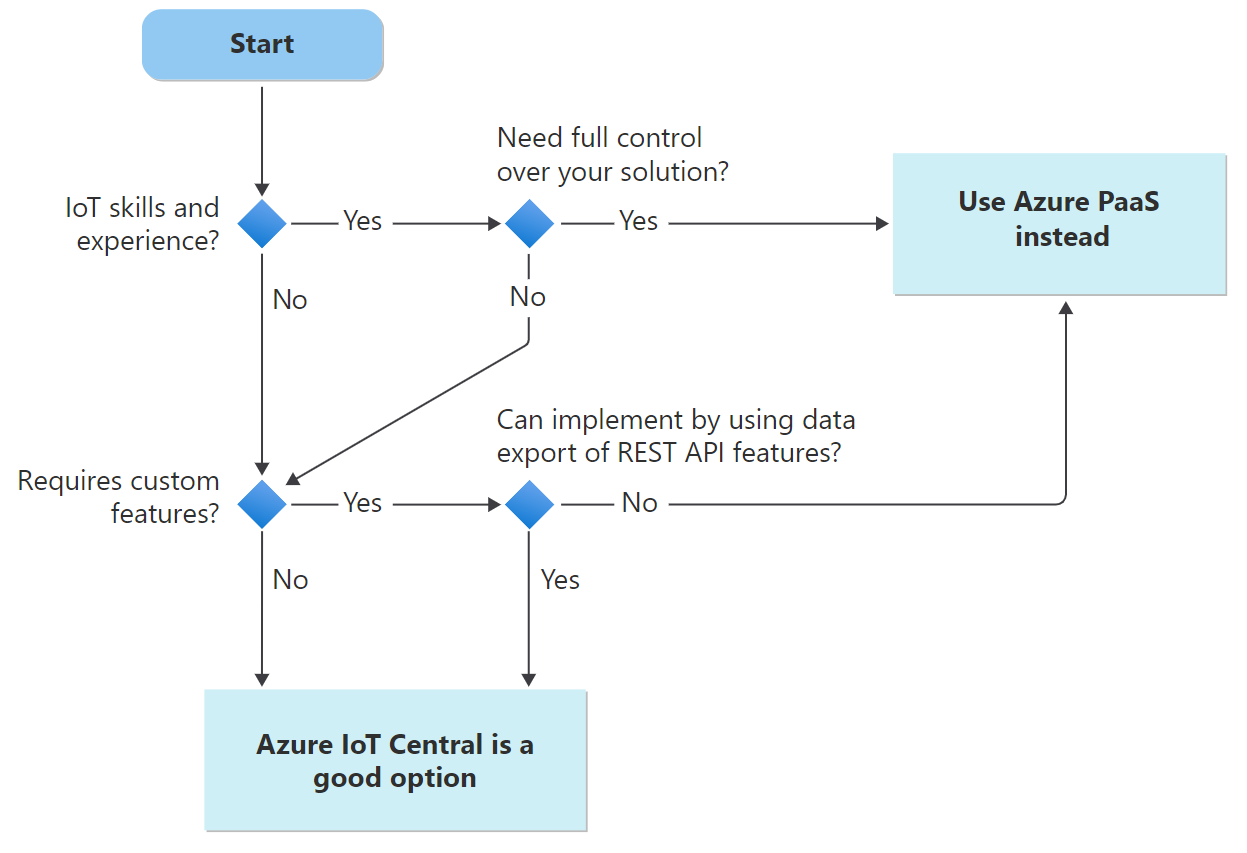 Start
Need full control
over your solution?
IoT skills and
experience?
Yes
Yes
Use Azure PaaS
instead
No
No
Can implement by using data
export of REST API features?
Requires custom
features?
Yes
No
No
Yes
Azure IoT Central is a
good option